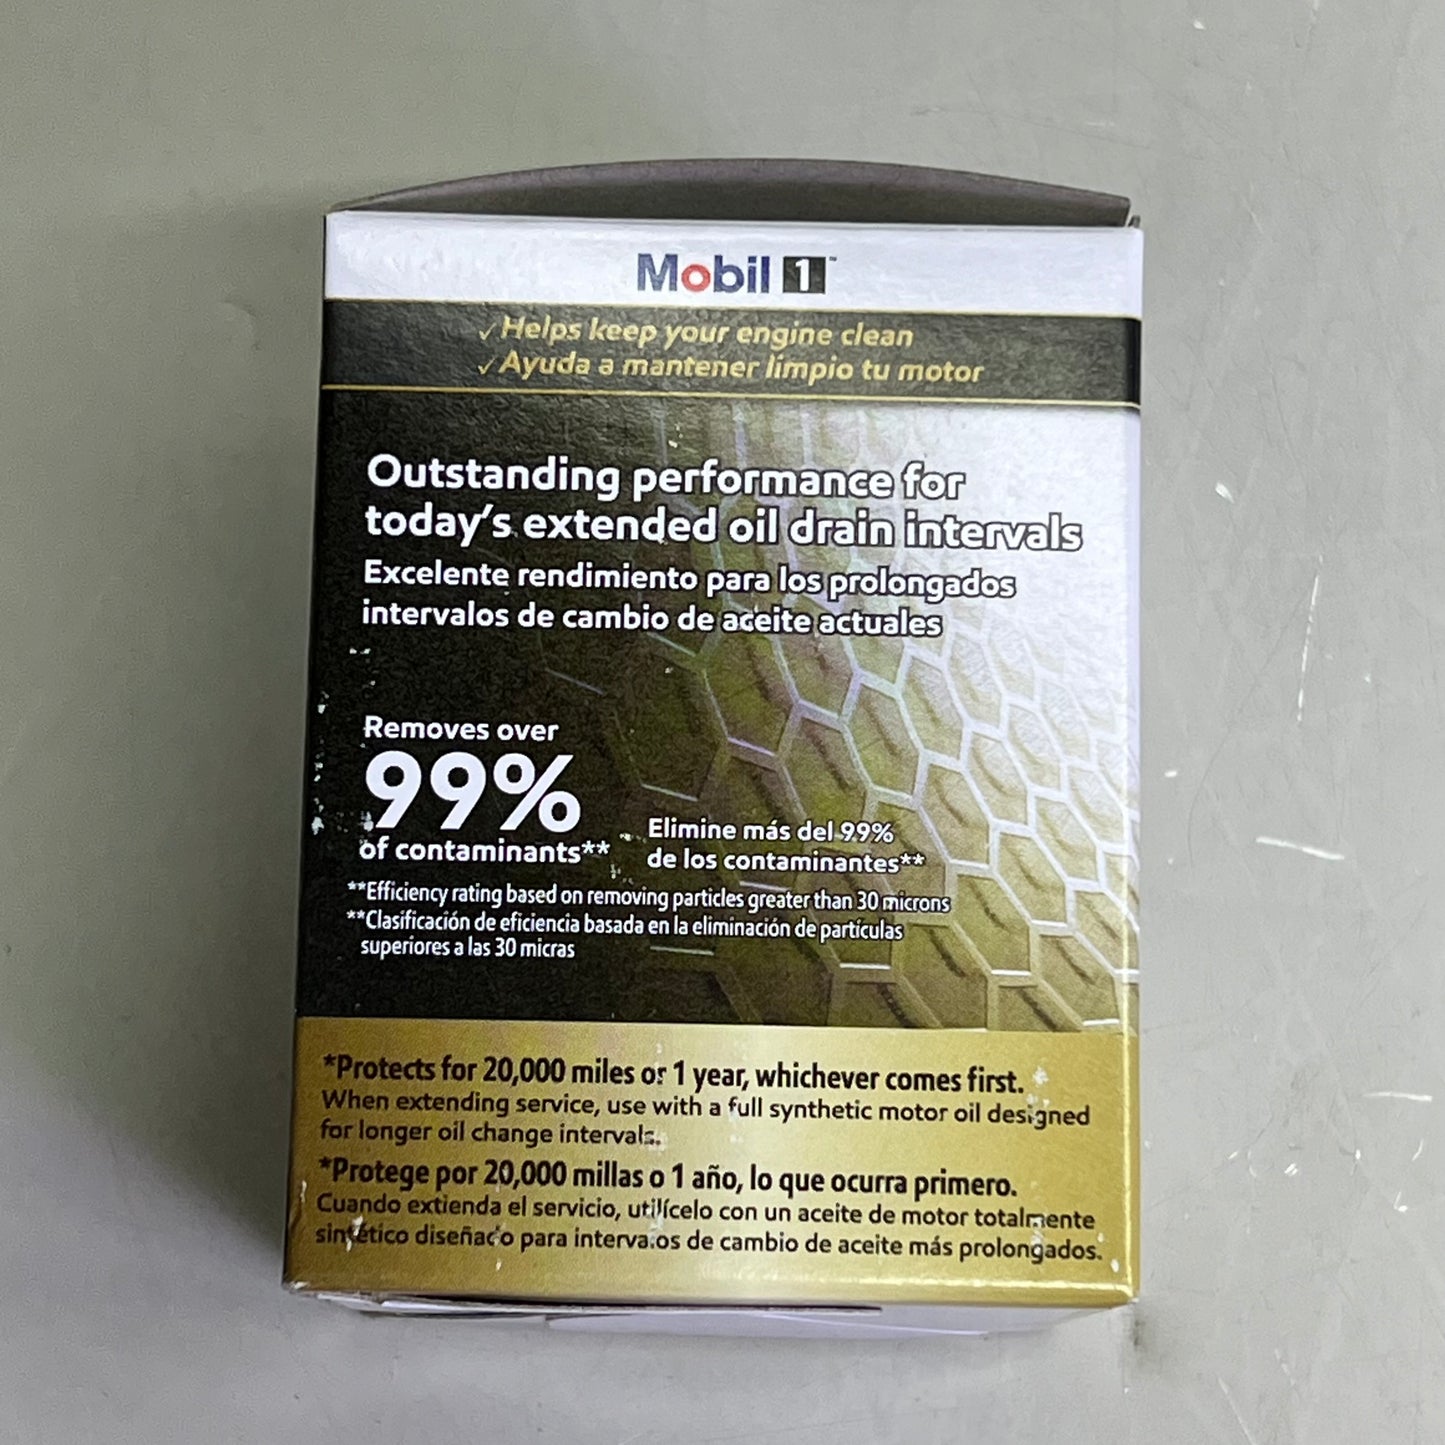 Mobil 1™
✓Helps keep your engine clean
✓Ayuda a mantener limpio tu motor
Outstanding performance for
today's extended oil drain intervals
Excelente rendimiento para los prolongados
intervalos de cambio de aceite actuales
Removes over
99%
of contaminants**
Elimine más del 99%
de los contaminantes**
**Efficiency rating based on removing particles greater than 30 microns
**Clasificación de eficiencia basada en la eliminación de partículas
superiores a las 30 micras
*Protects for 20,000 miles or 1 year, whichever comes first.
When extending service, use with a full synthetic motor oil designed
for longer oil change intervals.
*Protege por 20,000 millas o 1 año, lo que ocurra primero.
Cuando extienda el servicio, utilícelo con un aceite de motor totalmente
sintético diseñado para intervalos de cambio de aceite más prolongados.